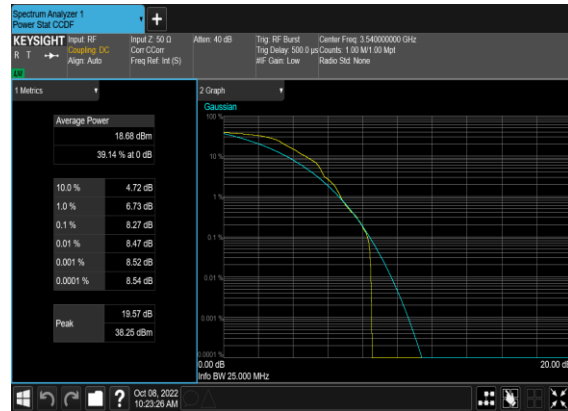 Spectrum Analyzer 1
Power Stat CCDF
KEYSIGHT
R T
Input: RF
Coupling: DC
Align: Auto
Input Z: 50 Ω
Corr CCorr
Freq Ref: Int (S)
Atten: 40 dB
Trig: RF Burst
Trig Delay: 500.0 µs
#IF Gain: Low
Center Freq: 3.540000000 GHz
Counts: 1.00 M/1.00 Mpt
Radio Std: None
1 Metrics
Average Power
18.68 dBm
39.14 % at 0 dB
10.0 % 4.72 dB
1.0 % 6.73 dB
0.1 % 8.27 dB
0.01 % 8.47 dB
0.001 % 8.52 dB
0.0001 % 8.54 dB
Peak
19.57 dB
38.25 dBm
2 Graph
Gaussian
100 %
10 %
1 %
0.1 %
0.01 %
0.001 %
0.0001 %
0.00 dB
20.00 dB
Info BW 25.000 MHz
?
Oct 08, 2022
10:23:26 AM